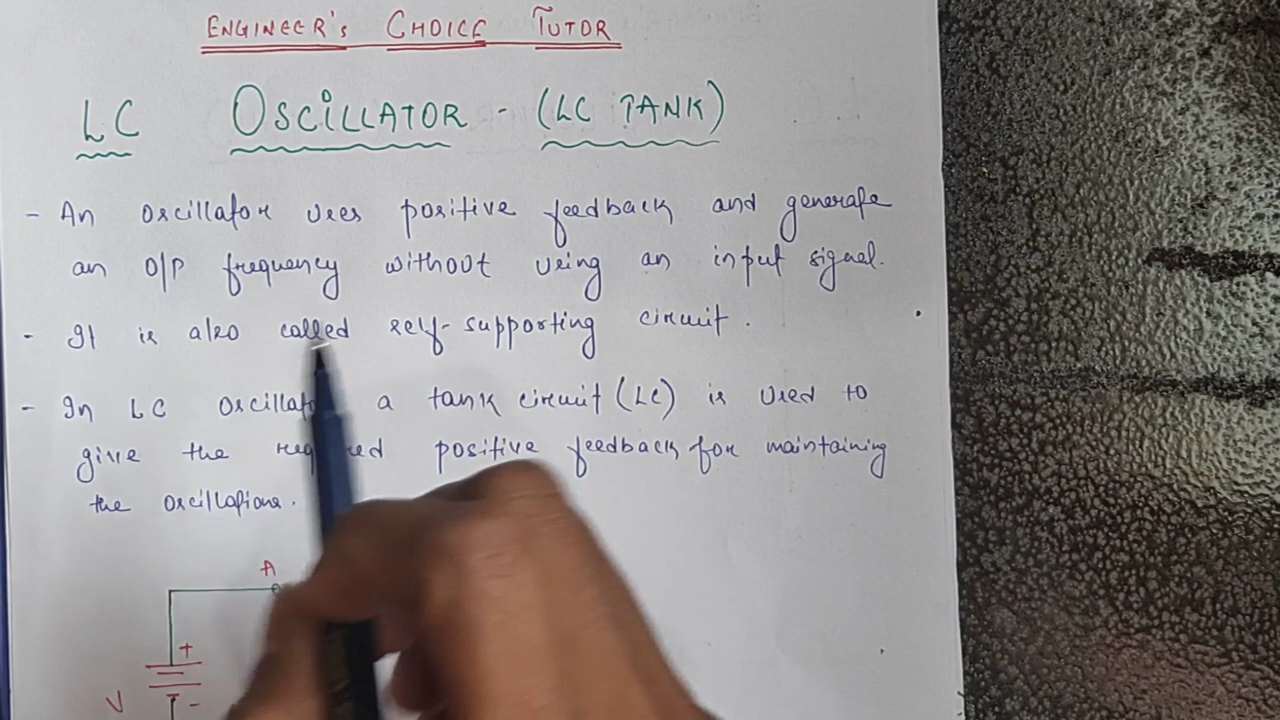 ENGINEER's CHOICE TUTOR
LC OSCILLATOR - (LC TANK)
- An Oscillator uses positive feedback and generate
an O/P frequency without using an input signal.
- It is also called self-supporting circuit.
- In LC Oscillator a tank circuit (LC) is used to
give the required positive feedback for maintaining
the oscillations.
A
+
V -